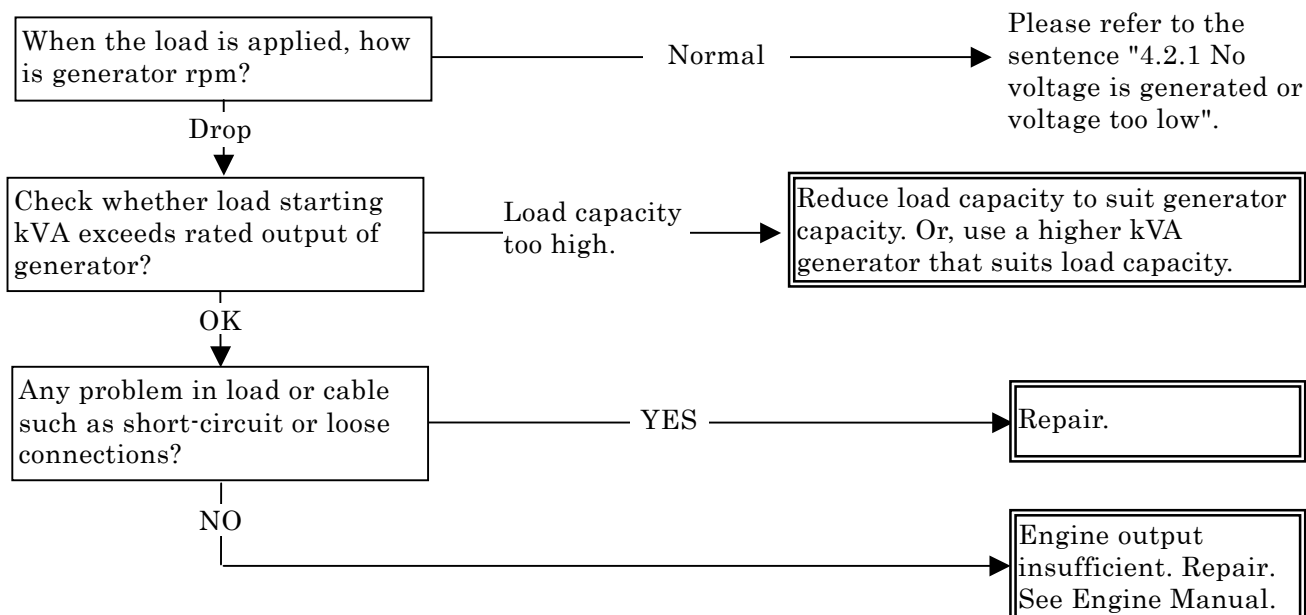 When the load is applied, how
is generator rpm?
Normal
Please refer to the
sentence "4.2.1 No
voltage is generated or
voltage too low".
Drop
Check whether load starting
kVA exceeds rated output of
generator?
Load capacity
too high.
Reduce load capacity to suit generator
capacity. Or, use a higher kVA
generator that suits load capacity.
OK
Any problem in load or cable
such as short-circuit or loose
connections?
YES
Repair.
NO
Engine output
insufficient. Repair.
See Engine Manual.